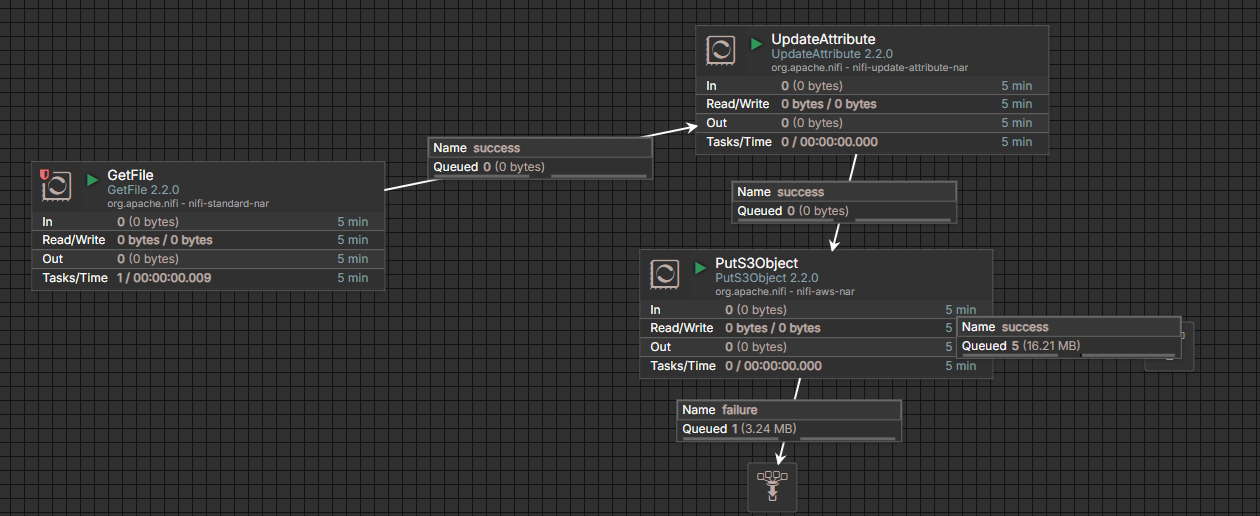 UpdateAttribute
UpdateAttribute 2.2.0
org.apache.nifi - nifi-update-attribute-nar
In 0 (0 bytes) 5 min
Read/Write 0 bytes / 0 bytes 5 min
Out 0 (0 bytes) 5 min
Tasks/Time 0 / 00:00:00.000 5 min
Name success
Queued 0 (0 bytes)
GetFile
GetFile 2.2.0
org.apache.nifi - nifi-standard-nar
In 0 (0 bytes) 5 min
Read/Write 0 bytes / 0 bytes 5 min
Out 0 (0 bytes) 5 min
Tasks/Time 1 / 00:00:00.009 5 min
Name success
Queued 0 (0 bytes)
PutS3Object
PutS3Object 2.2.0
org.apache.nifi - nifi-aws-nar
In 0 (0 bytes) 5 min
Read/Write 0 bytes / 0 bytes 5
Out 0 (0 bytes) 5
Tasks/Time 0 / 00:00:00.000 5 min
Name success
Queued 5 (16.21 MB)
Name failure
Queued 1 (3.24 MB)